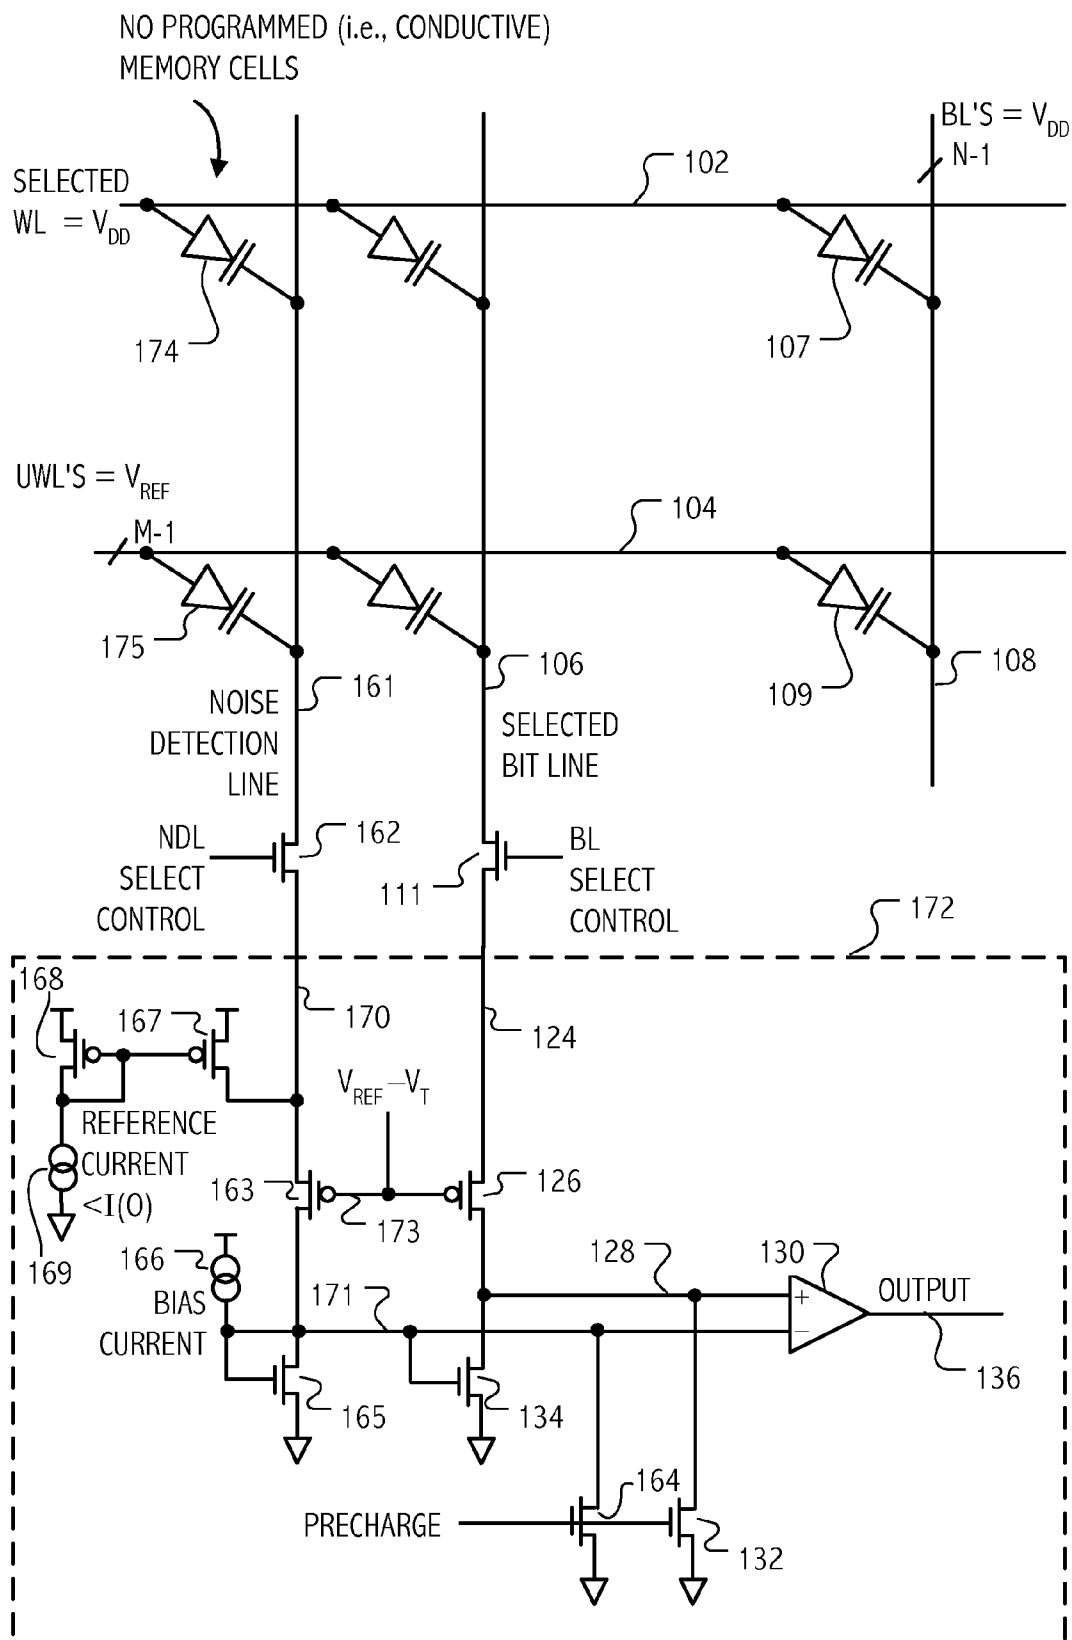 NO PROGRAMMED (i.e., CONDUCTIVE)
MEMORY CELLS
BL'S = VDD
N-1
102
SELECTED
WL = VDD
174
107
UWL'S = VREF
M-1
104
175
106
108
109
161
NOISE
DETECTION
LINE
SELECTED
BIT LINE
NDL
SELECT
CONTROL
162
111
BL
SELECT
CONTROL
172
168
167
170
124
VREF–VT
REFERENCE
CURRENT
<I(0)
163
126
173
169
166
BIAS
CURRENT
171
128
130
+
−
OUTPUT
136
165
134
164
PRECHARGE
132